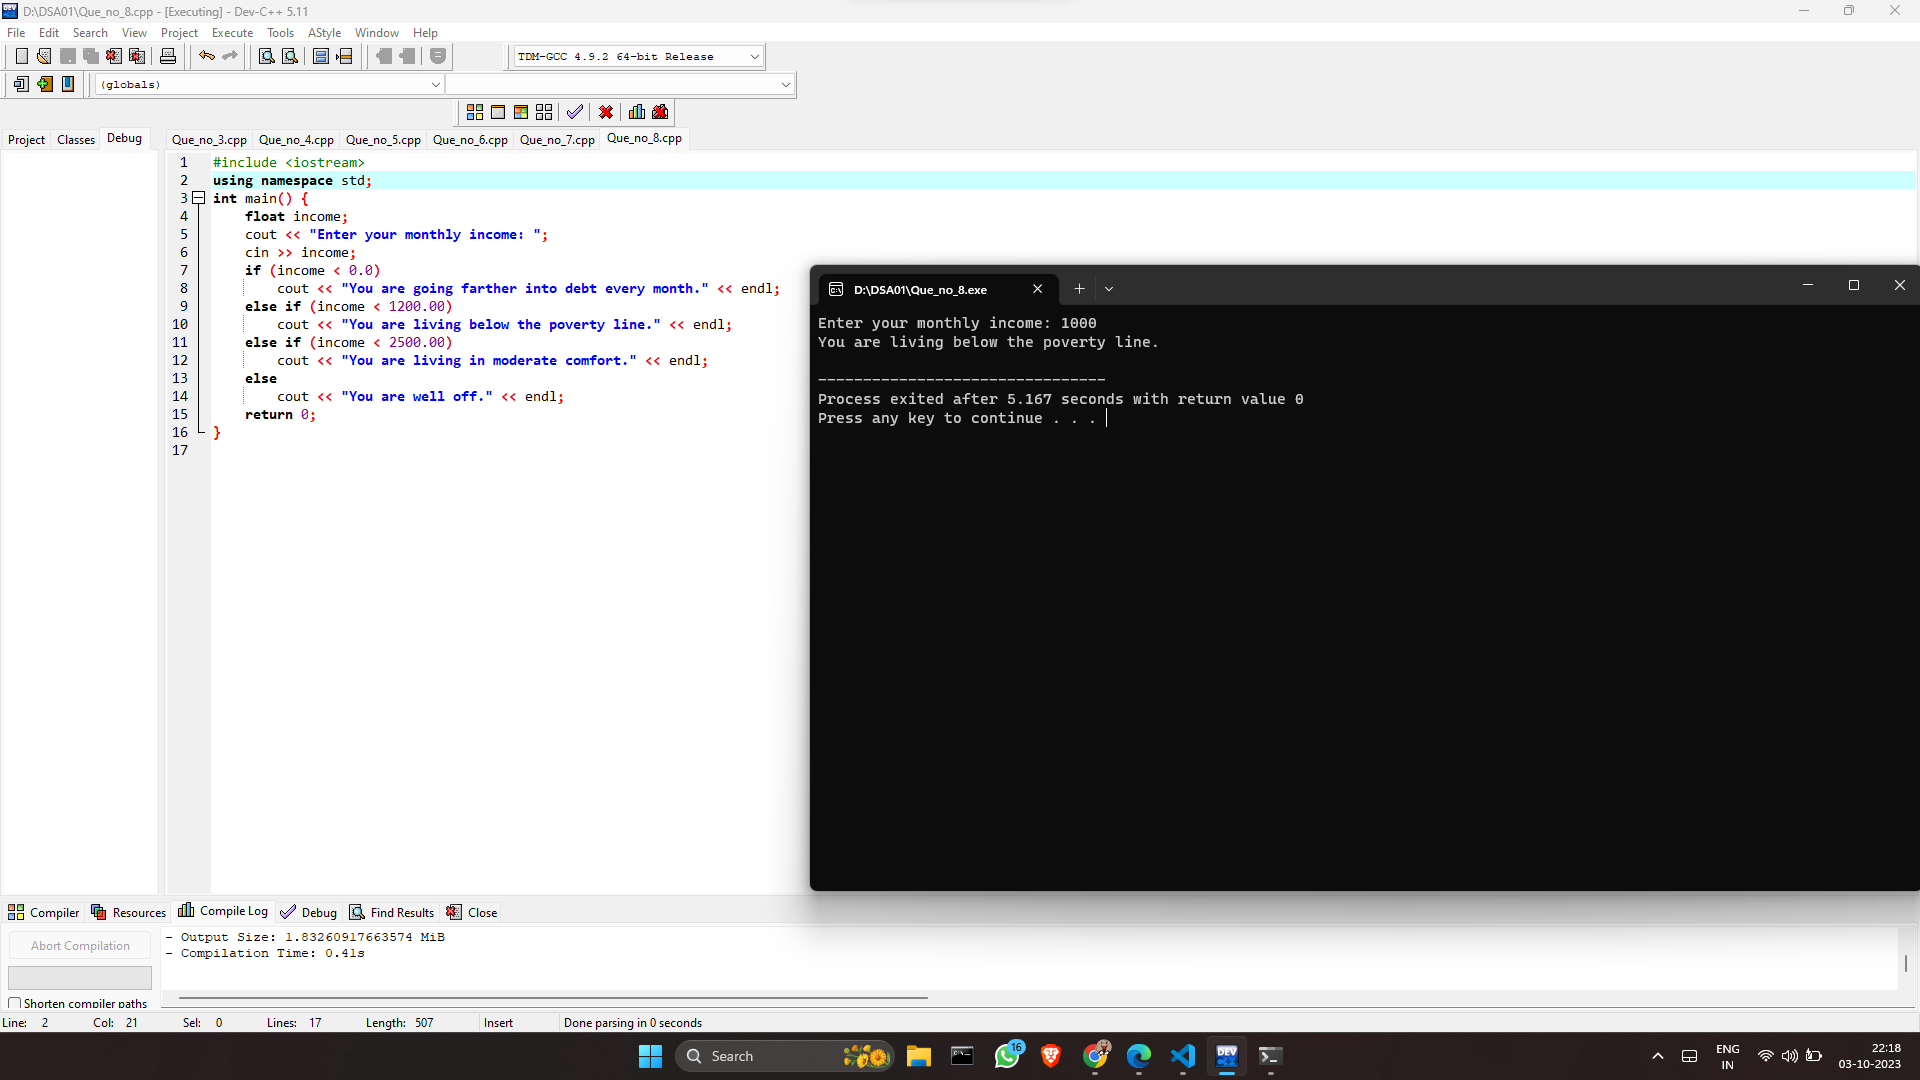 D:\DSA01\Que_no_8.cpp - [Executing] - Dev-C++ 5.11
File Edit Search View Project Execute Tools AStyle Window Help
TDM-GCC 4.9.2 64-bit Release
(globals)
Project Classes Debug
Que_no_3.cpp Que_no_4.cpp Que_no_5.cpp Que_no_6.cpp Que_no_7.cpp Que_no_8.cpp
1 #include <iostream>
2 using namespace std;
3 int main() {
4 float income;
5 cout << "Enter your monthly income: ";
6 cin >> income;
7 if (income < 0.0)
8 cout << "You are going farther into debt every month." << endl;
9 else if (income < 1200.00)
10 cout << "You are living below the poverty line." << endl;
11 else if (income < 2500.00)
12 cout << "You are living in moderate comfort." << endl;
13 else
14 cout << "You are well off." << endl;
15 return 0;
16 }
17
D:\DSA01\Que_no_8.exe
Enter your monthly income: 1000
You are living below the poverty line.
--------------------------------
Process exited after 5.167 seconds with return value 0
Press any key to continue . . .
Compiler Resources Compile Log Debug Find Results Close
Abort Compilation
Shorten compiler paths
- Output Size: 1.83260917663574 MiB
- Compilation Time: 0.41s
Line: 2 Col: 21 Sel: 0 Lines: 17 Length: 507 Insert Done parsing in 0 seconds
Search
16
DEV
ENG
IN
22:18
03-10-2023